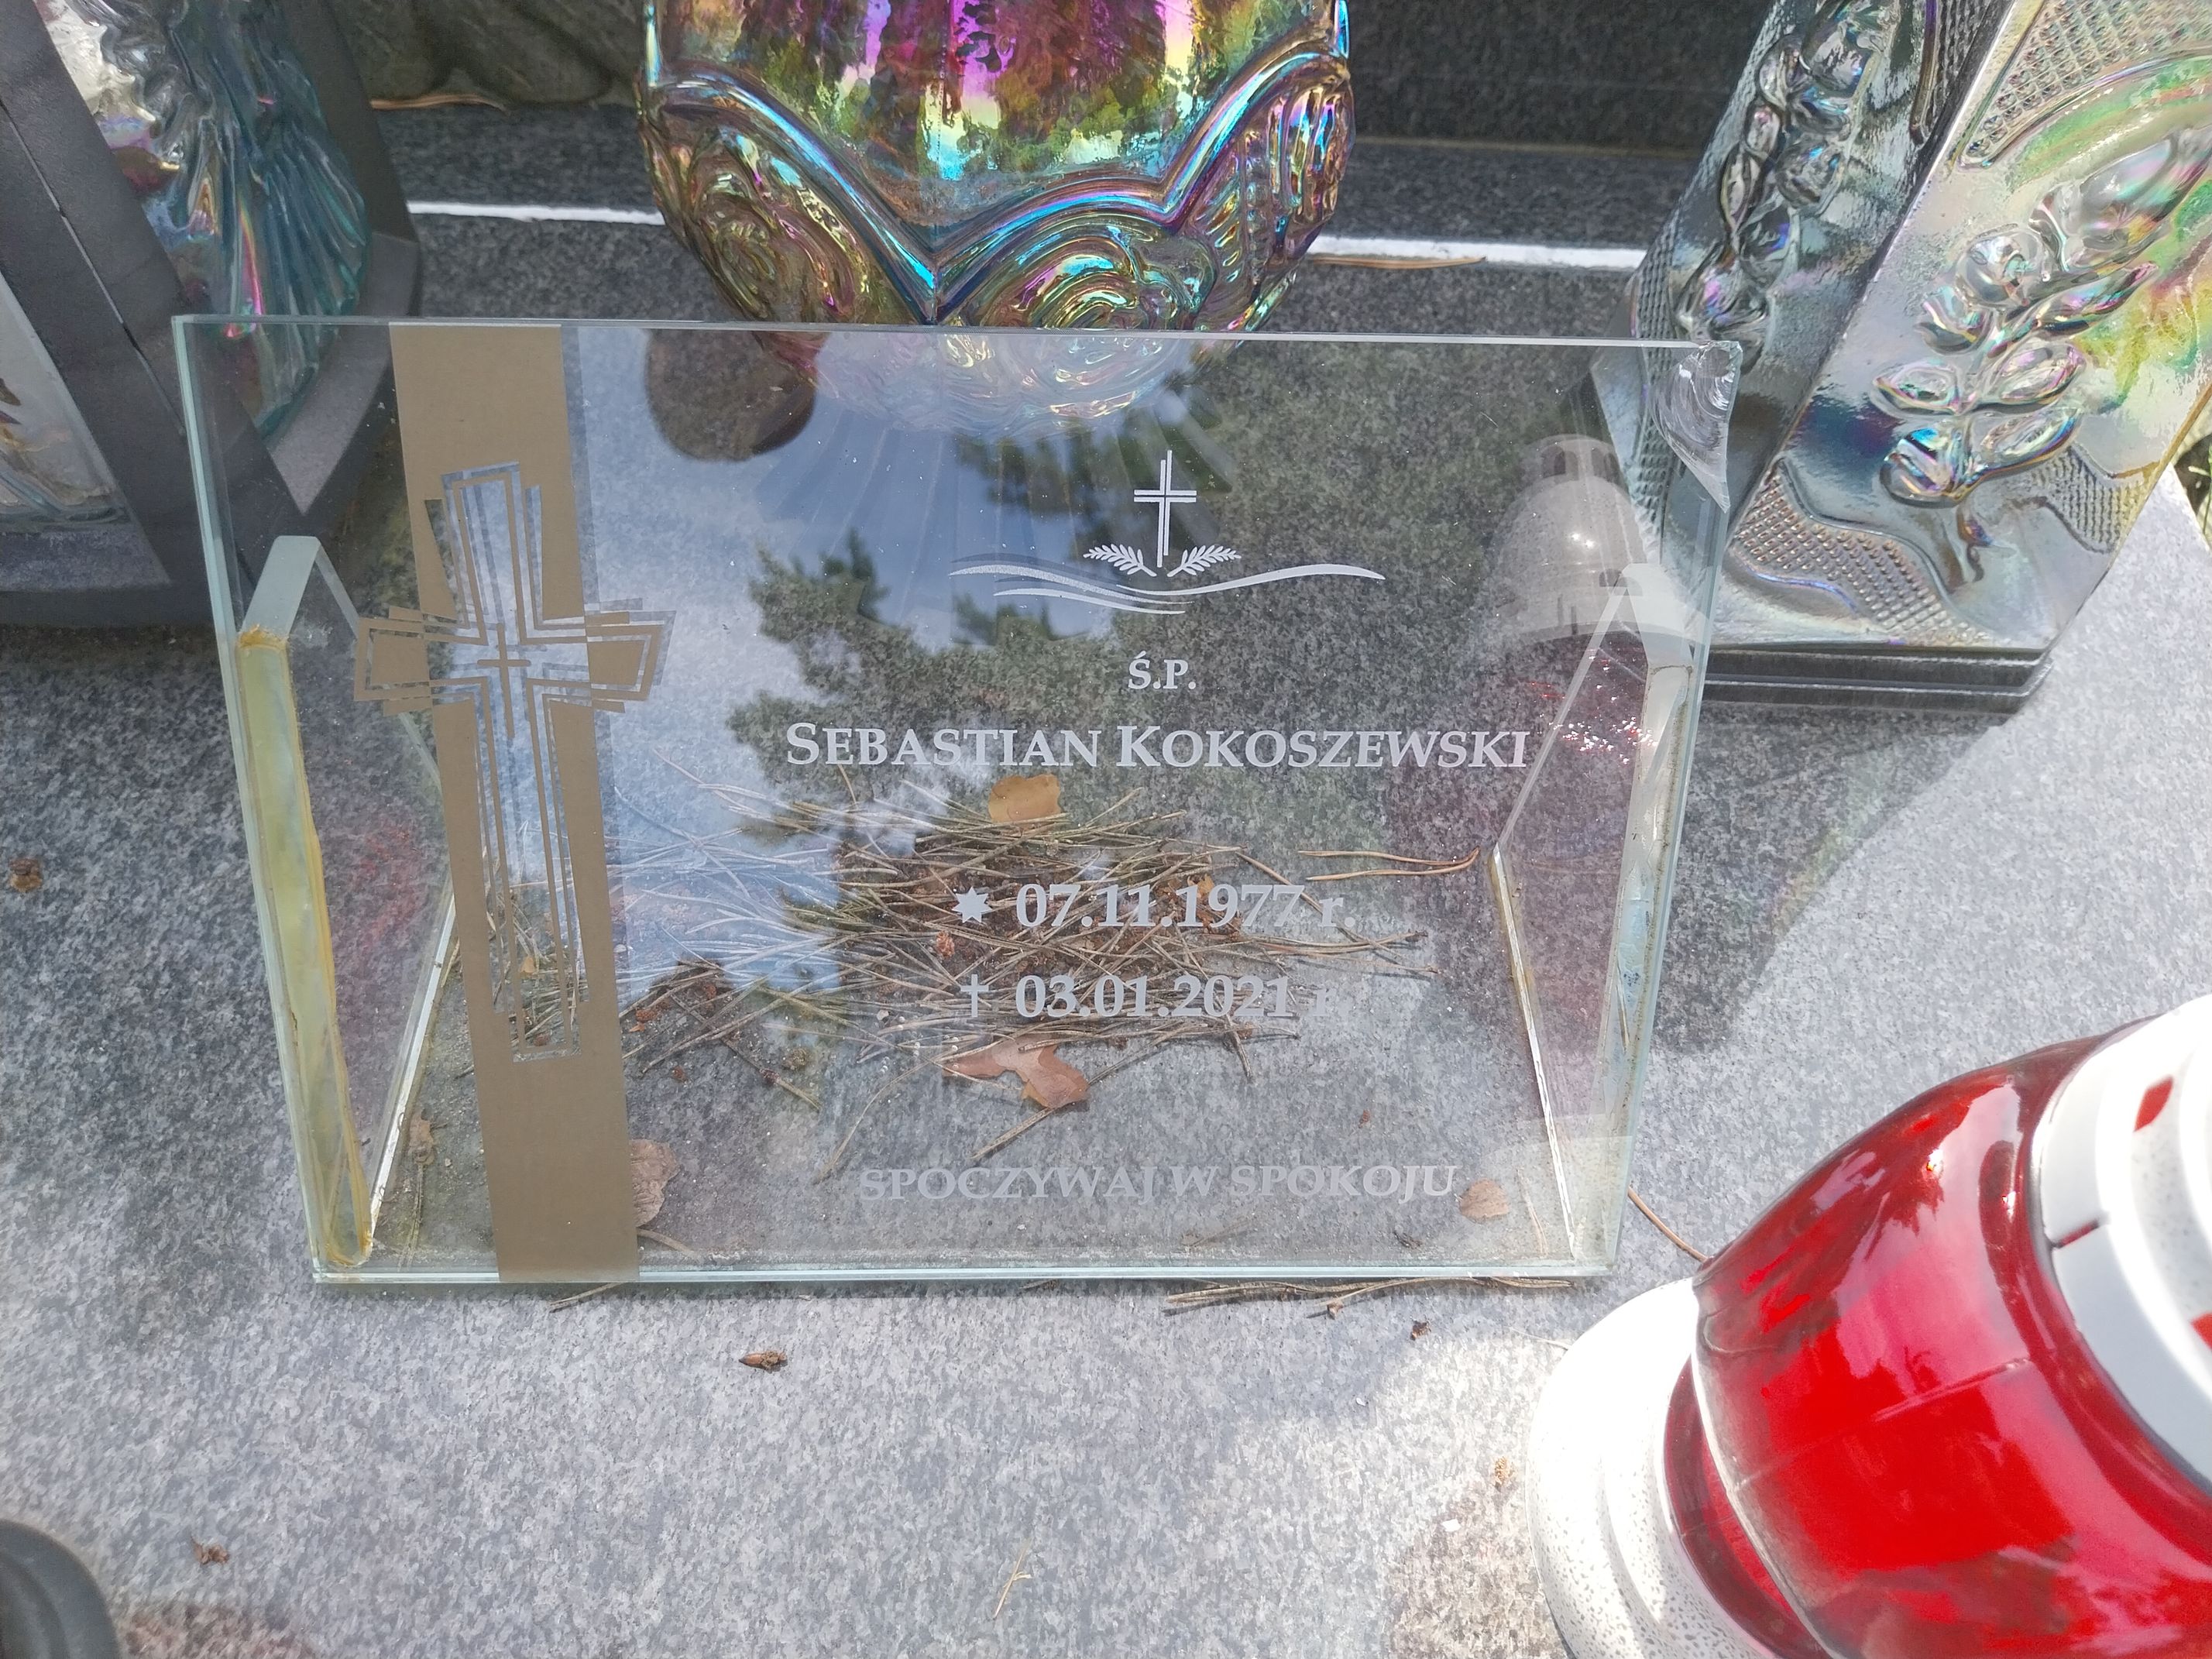 Ś.P.
SEBASTIAN KOKOSZEWSKI
✷ 07.11.1977 r.
† 03.01.2021 r.
SPOCZYWAJ W SPOKOJU